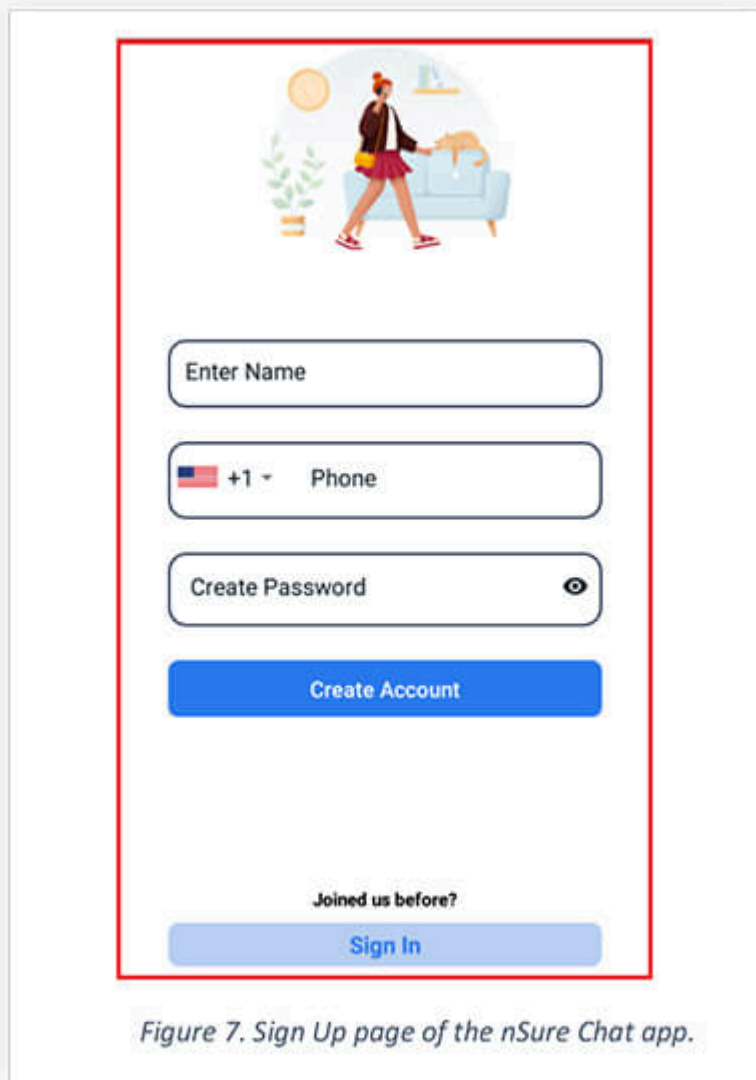 Enter Name
+1 Phone
Create Password
Create Account
Joined us before?
Sign In
Figure 7. Sign Up page of the nSure Chat app.